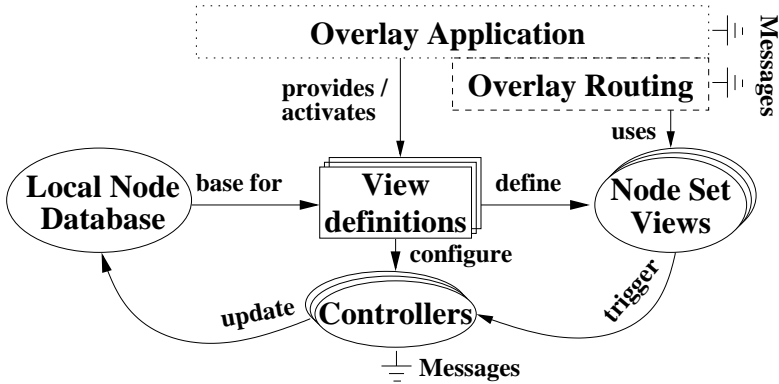 Overlay Application
Messages
Overlay Routing
provides /
activates
uses
Local Node
Database
base for
View
definitions
define
Node Set
Views
configure
update
Controllers
trigger
Messages